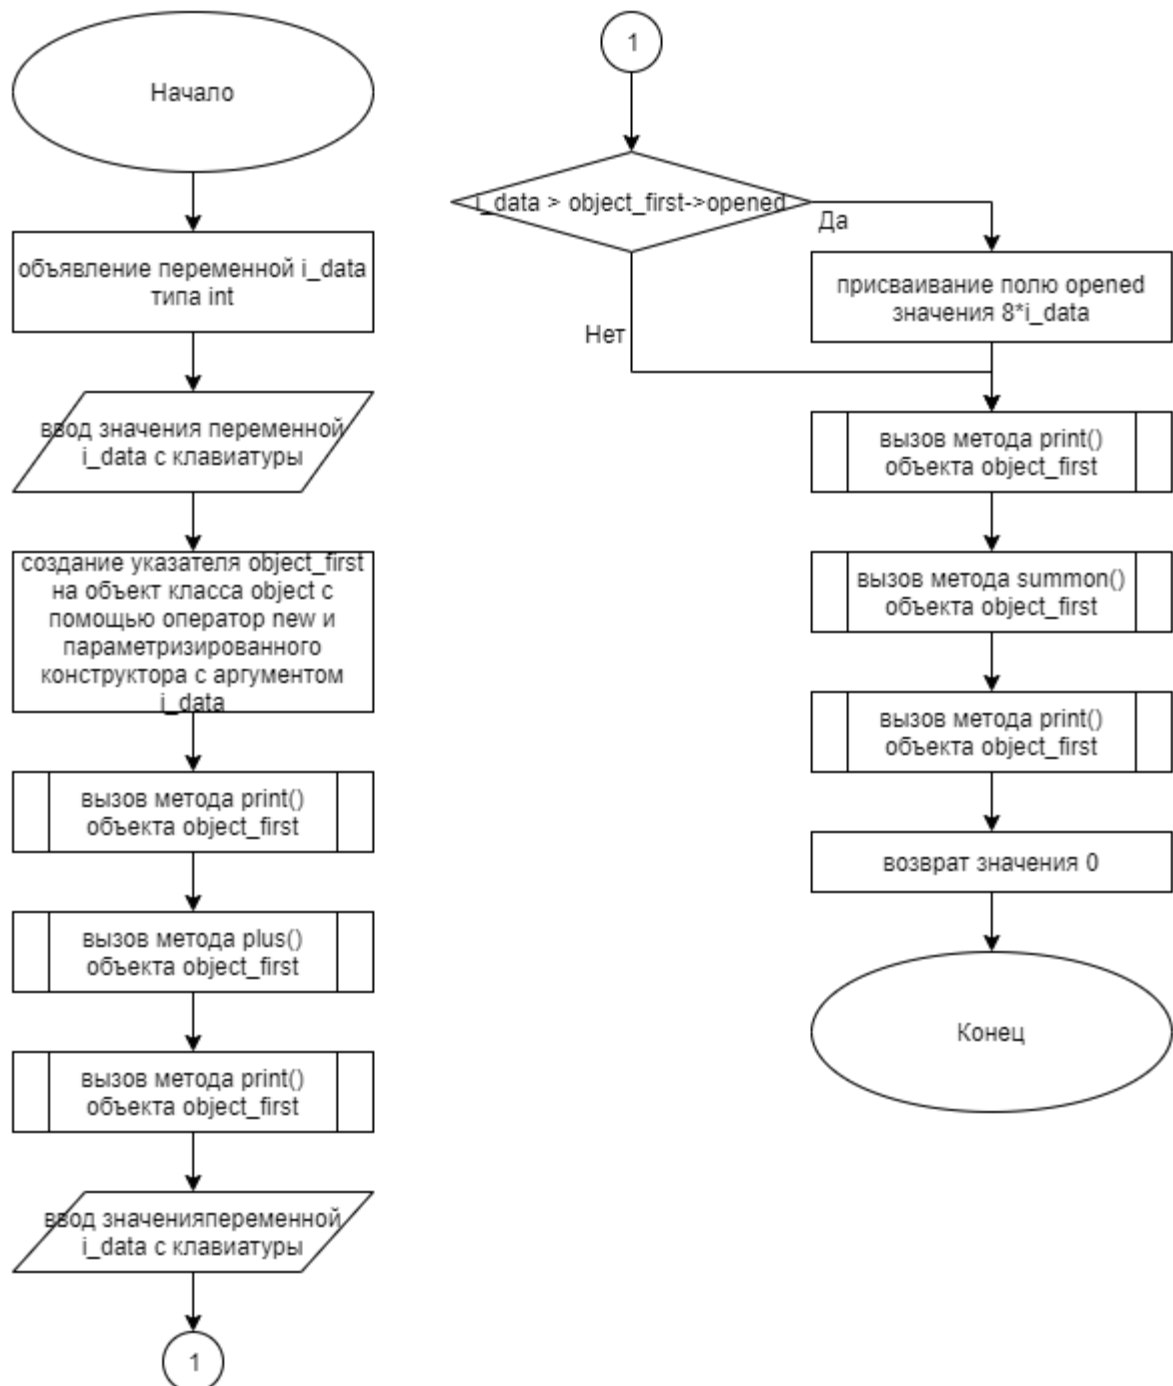 Начало
объявление переменной i_data
типа int
ввод значения переменной
i_data с клавиатуры
создание указателя object_first
на объект класса object с
помощью оператор new и
параметризированного
конструктора с аргументом
i_data
вызов метода print()
объекта object_first
вызов метода plus()
объекта object_first
вызов метода print()
объекта object_first
ввод значенияпеременной
i_data с клавиатуры
1
1
i_data > object_first->opened
Да
присваивание полю opened
значения 8*i_data
Нет
вызов метода print()
объекта object_first
вызов метода summon()
объекта object_first
вызов метода print()
объекта object_first
возврат значения 0
Конец